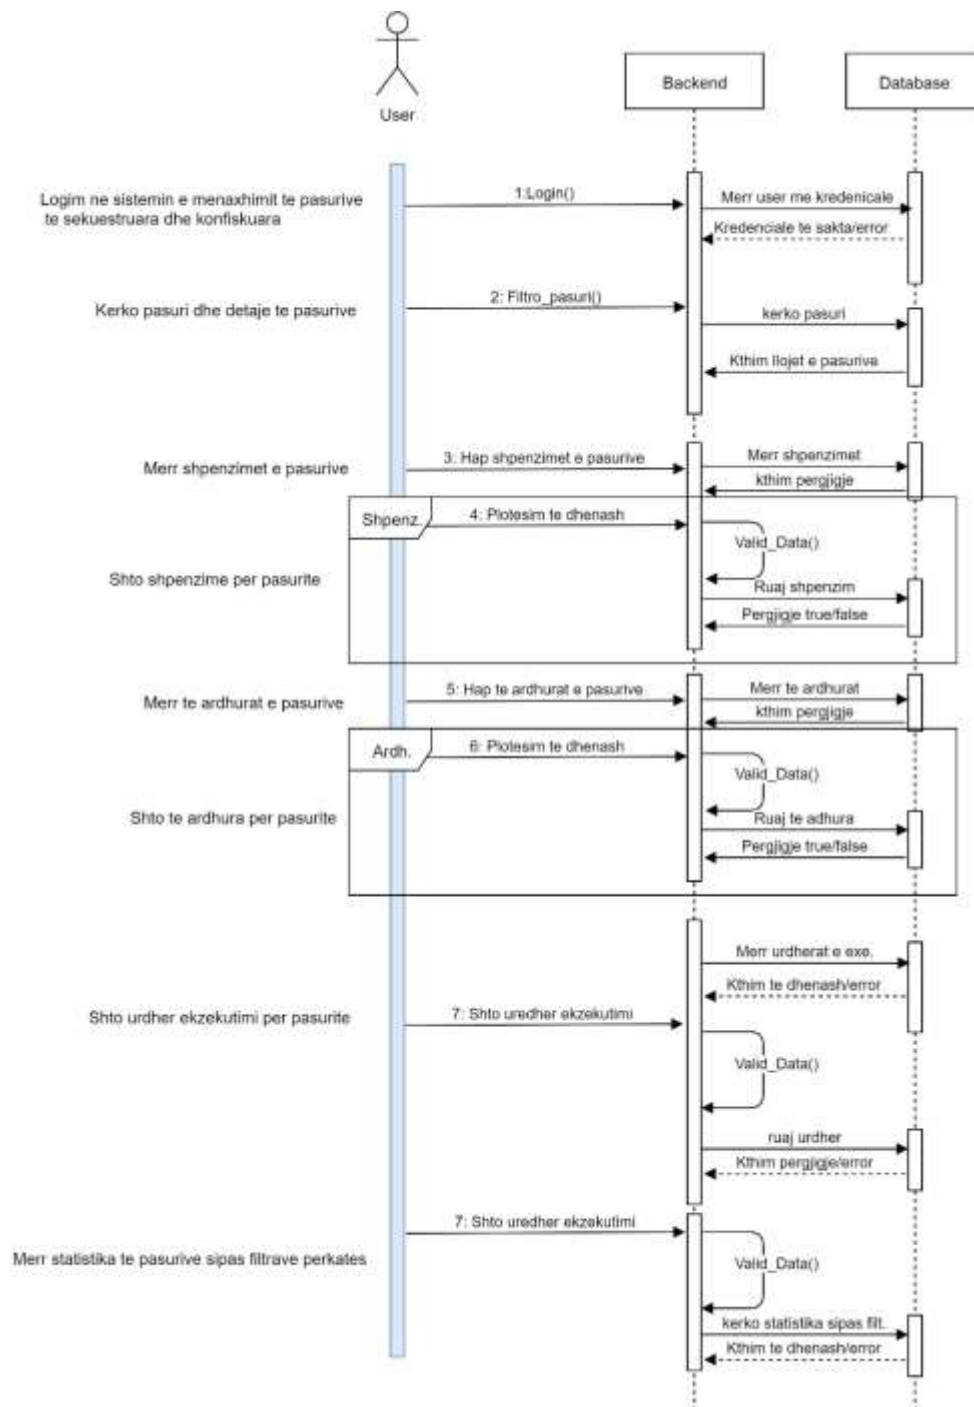 User
Backend
Database
Logim ne sistemin e menaxhimit te pasurive
te sekuestruara dhe konfiskuara
1:Login()
Merr user me kredenicale
Kredenciale te sakta/error
Kerko pasuri dhe detaje te pasurive
2: Filtro_pasuri()
kerko pasuri
Kthim llojet e pasurive
Merr shpenzimet e pasurive
3: Hap shpenzimet e pasurive
Merr shpenzimet
kthim pergjigje
Shpenz.
4: Plotesim te dhenash
Valid_Data()
Shto shpenzime per pasurite
Ruaj shpenzim
Pergjigje true/false
Merr te ardhurat e pasurive
5: Hap te ardhurat e pasurive
Merr te ardhurat
kthim pergjigje
Ardh.
6: Plotesim te dhenash
Valid_Data()
Shto te ardhura per pasurite
Ruaj te adhura
Pergjigje true/false
Merr urdherat e exe.
Kthim te dhenash/error
Shto urdher ekzekutimi per pasurite
7: Shto uredher ekzekutimi
Valid_Data()
ruaj urdher
Kthim pergjigje/error
7: Shto uredher ekzekutimi
Merr statistika te pasurive sipas filtrave perkates
Valid_Data()
kerko statistika sipas filt.
Kthim te dhenash/error